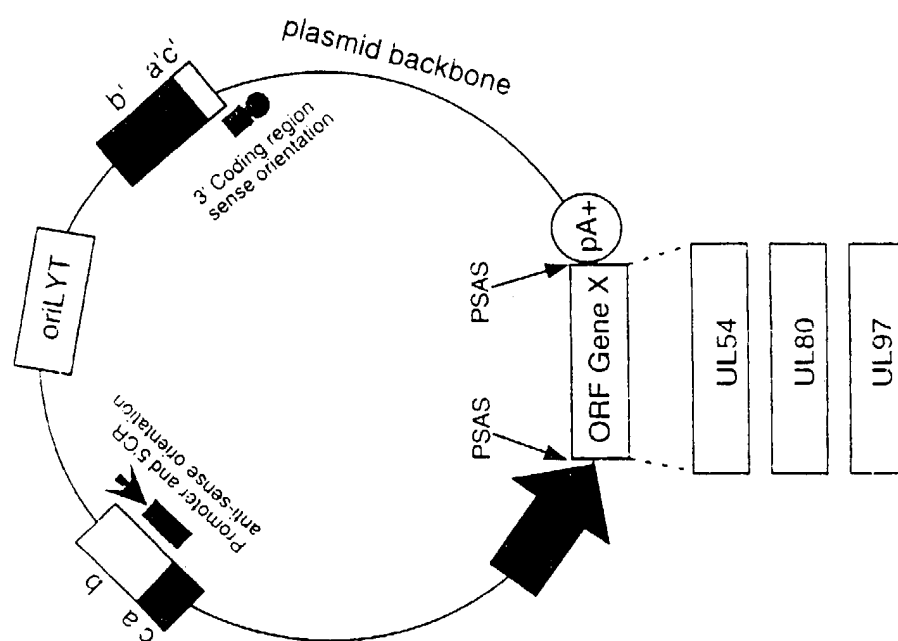 plasmid backbone
b'
a'c'
3' Coding region
sense orientation
oriLYT
Promoter and 5'CR
anti-sense orientation
b
c a
PSAS
PSAS
pA+
ORF Gene X
UL54
UL80
UL97